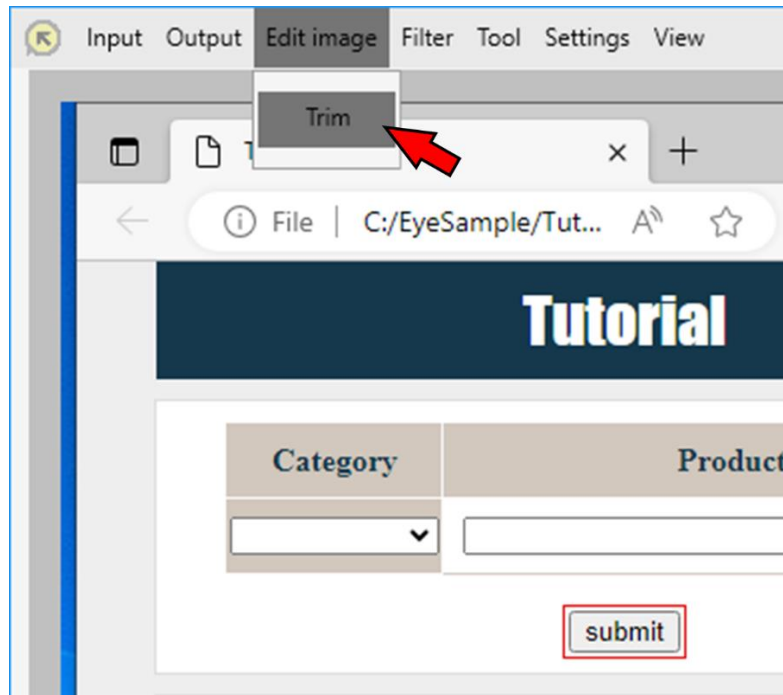 Input Output Edit image Filter Tool Settings View
Trim
File | C:/EyeSample/Tut...
Tutorial
Category Product
submit